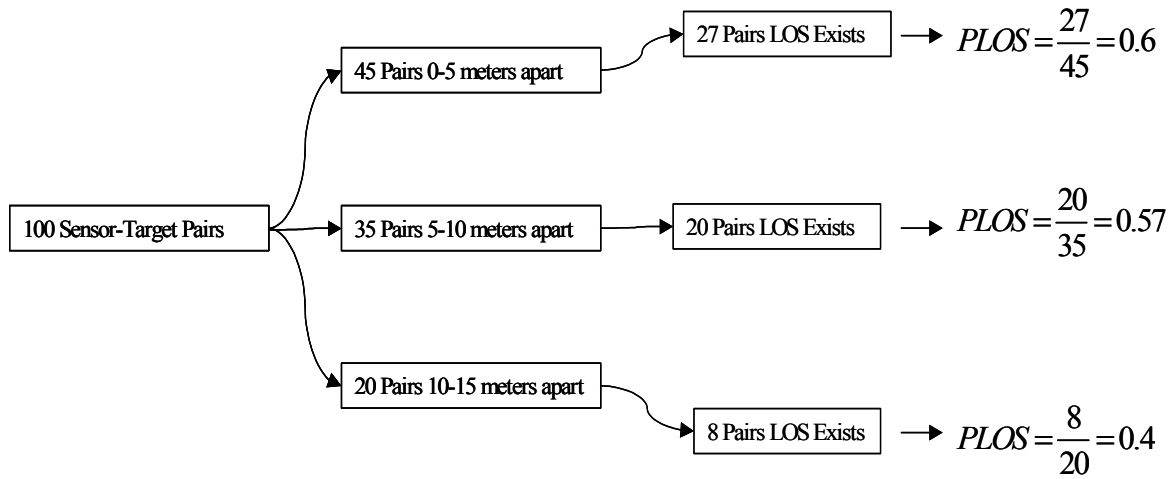 27 Pairs LOS Exists
PLOS = 27/45 = 0.6
45 Pairs 0-5 meters apart
100 Sensor-Target Pairs
35 Pairs 5-10 meters apart
20 Pairs LOS Exists
PLOS = 20/35 = 0.57
20 Pairs 10-15 meters apart
8 Pairs LOS Exists
PLOS = 8/20 = 0.4